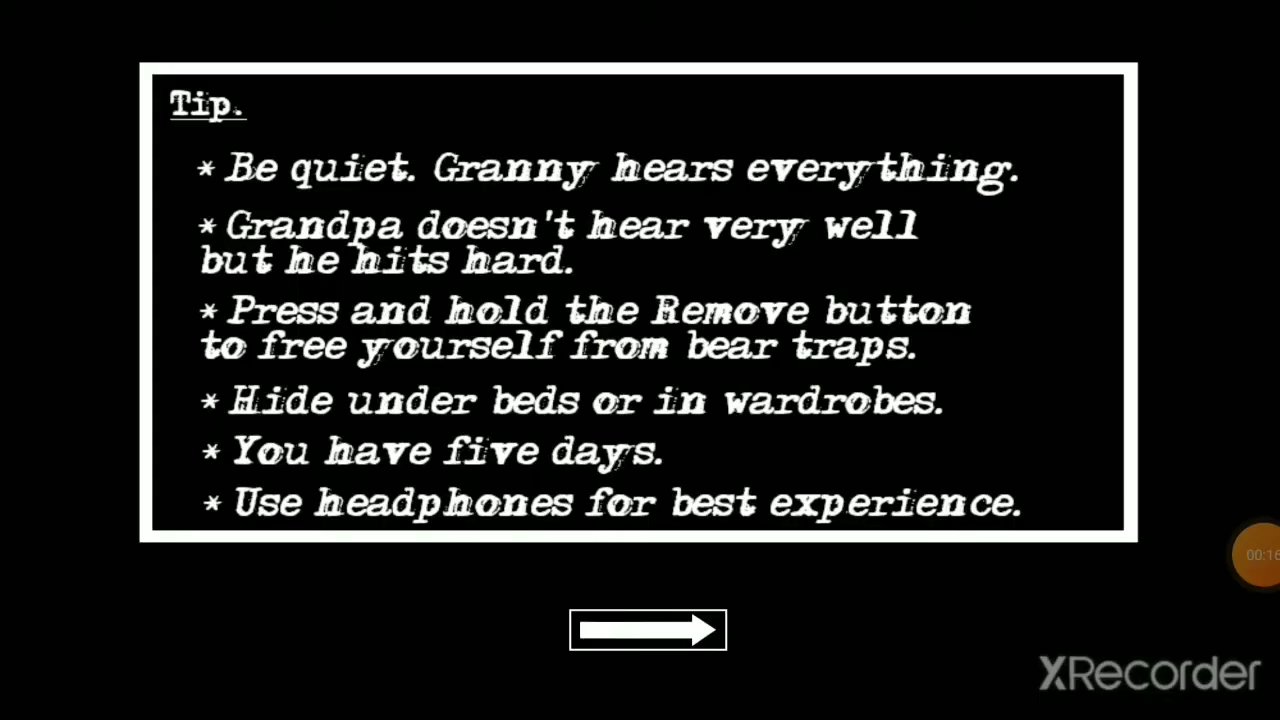 Tip.
* Be quiet. Granny hears everything.
* Grandpa doesn't hear very well
but he hits hard.
* Press and hold the Remove button
to free yourself from bear traps.
* Hide under beds or in wardrobes.
* You have five days.
* Use headphones for best experience.
00:16
XRecorder